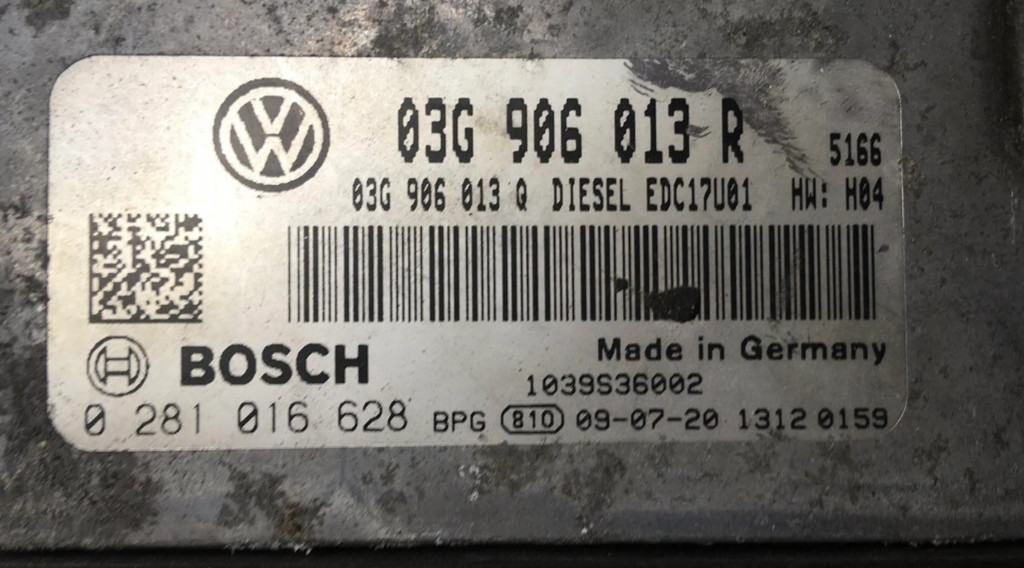 03G 906 013 R 5166
03G 906 013 Q DIESEL EDC17U01 HW: H04
Made in Germany
BOSCH
1039S36002
0 281 016 628 BPG 810 09-07-20 1312 0159